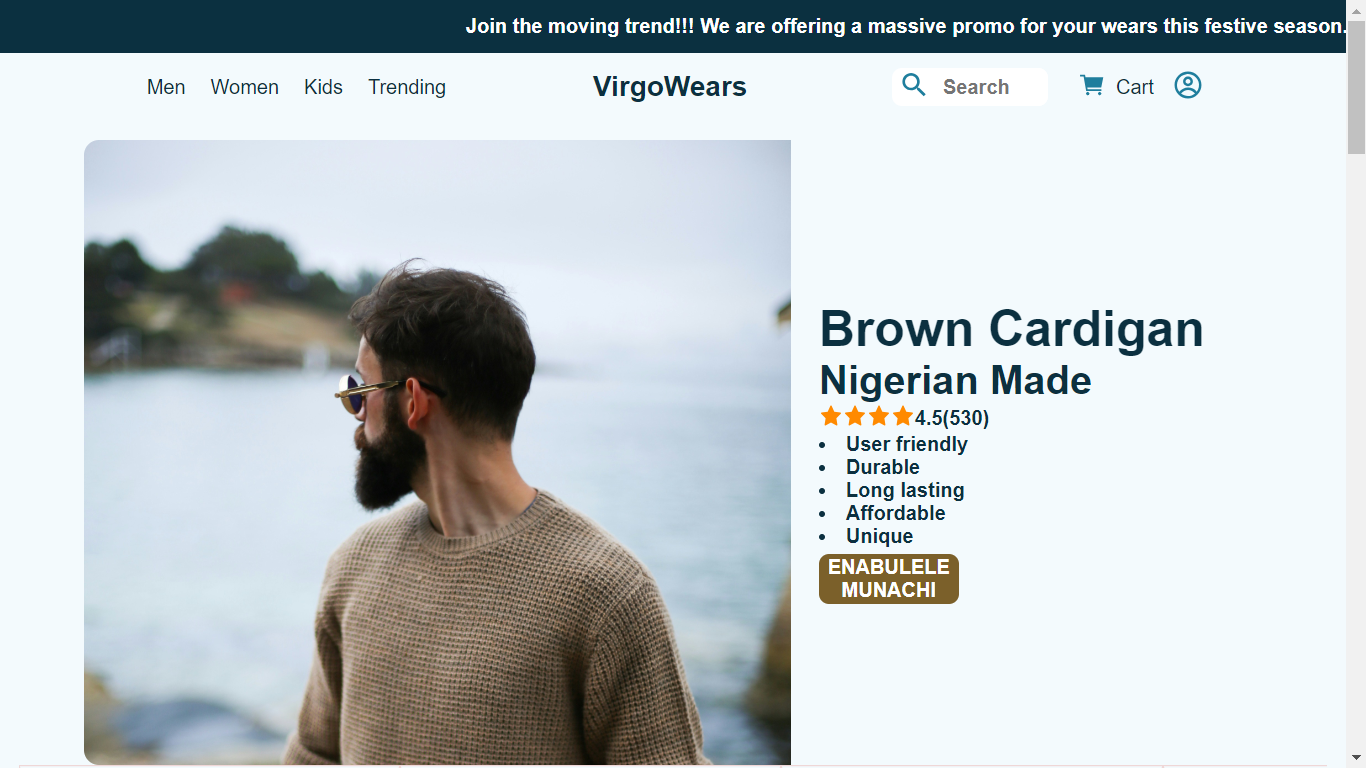 Join the moving trend!!! We are offering a massive promo for your wears this festive season.
Men Women Kids Trending VirgoWears Search Cart
Brown Cardigan
Nigerian Made
4.5(530)
• User friendly
• Durable
• Long lasting
• Affordable
• Unique
ENABULELE
MUNACHI